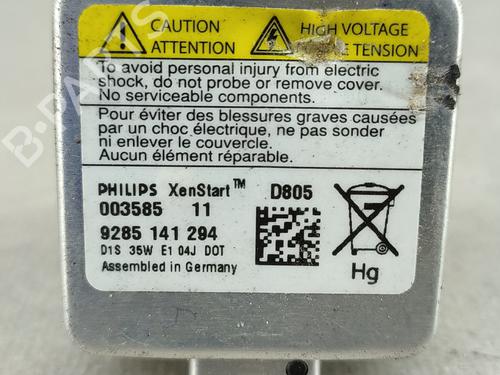 CAUTION
ATTENTION
HIGH VOLTAGE
TENSION
To avoid personal injury from electric
shock, do not probe or remove cover.
No serviceable components.
Pour éviter des blessures graves causées
par un choc électrique, ne pas sonder
ni enlever le couvercle.
Aucun élément réparable.
PHILIPS XenStart™ D805
003585 11
9285 141 294
D1S 35W E1 04J DOT
Assembled in Germany
Hg
B-PARTS